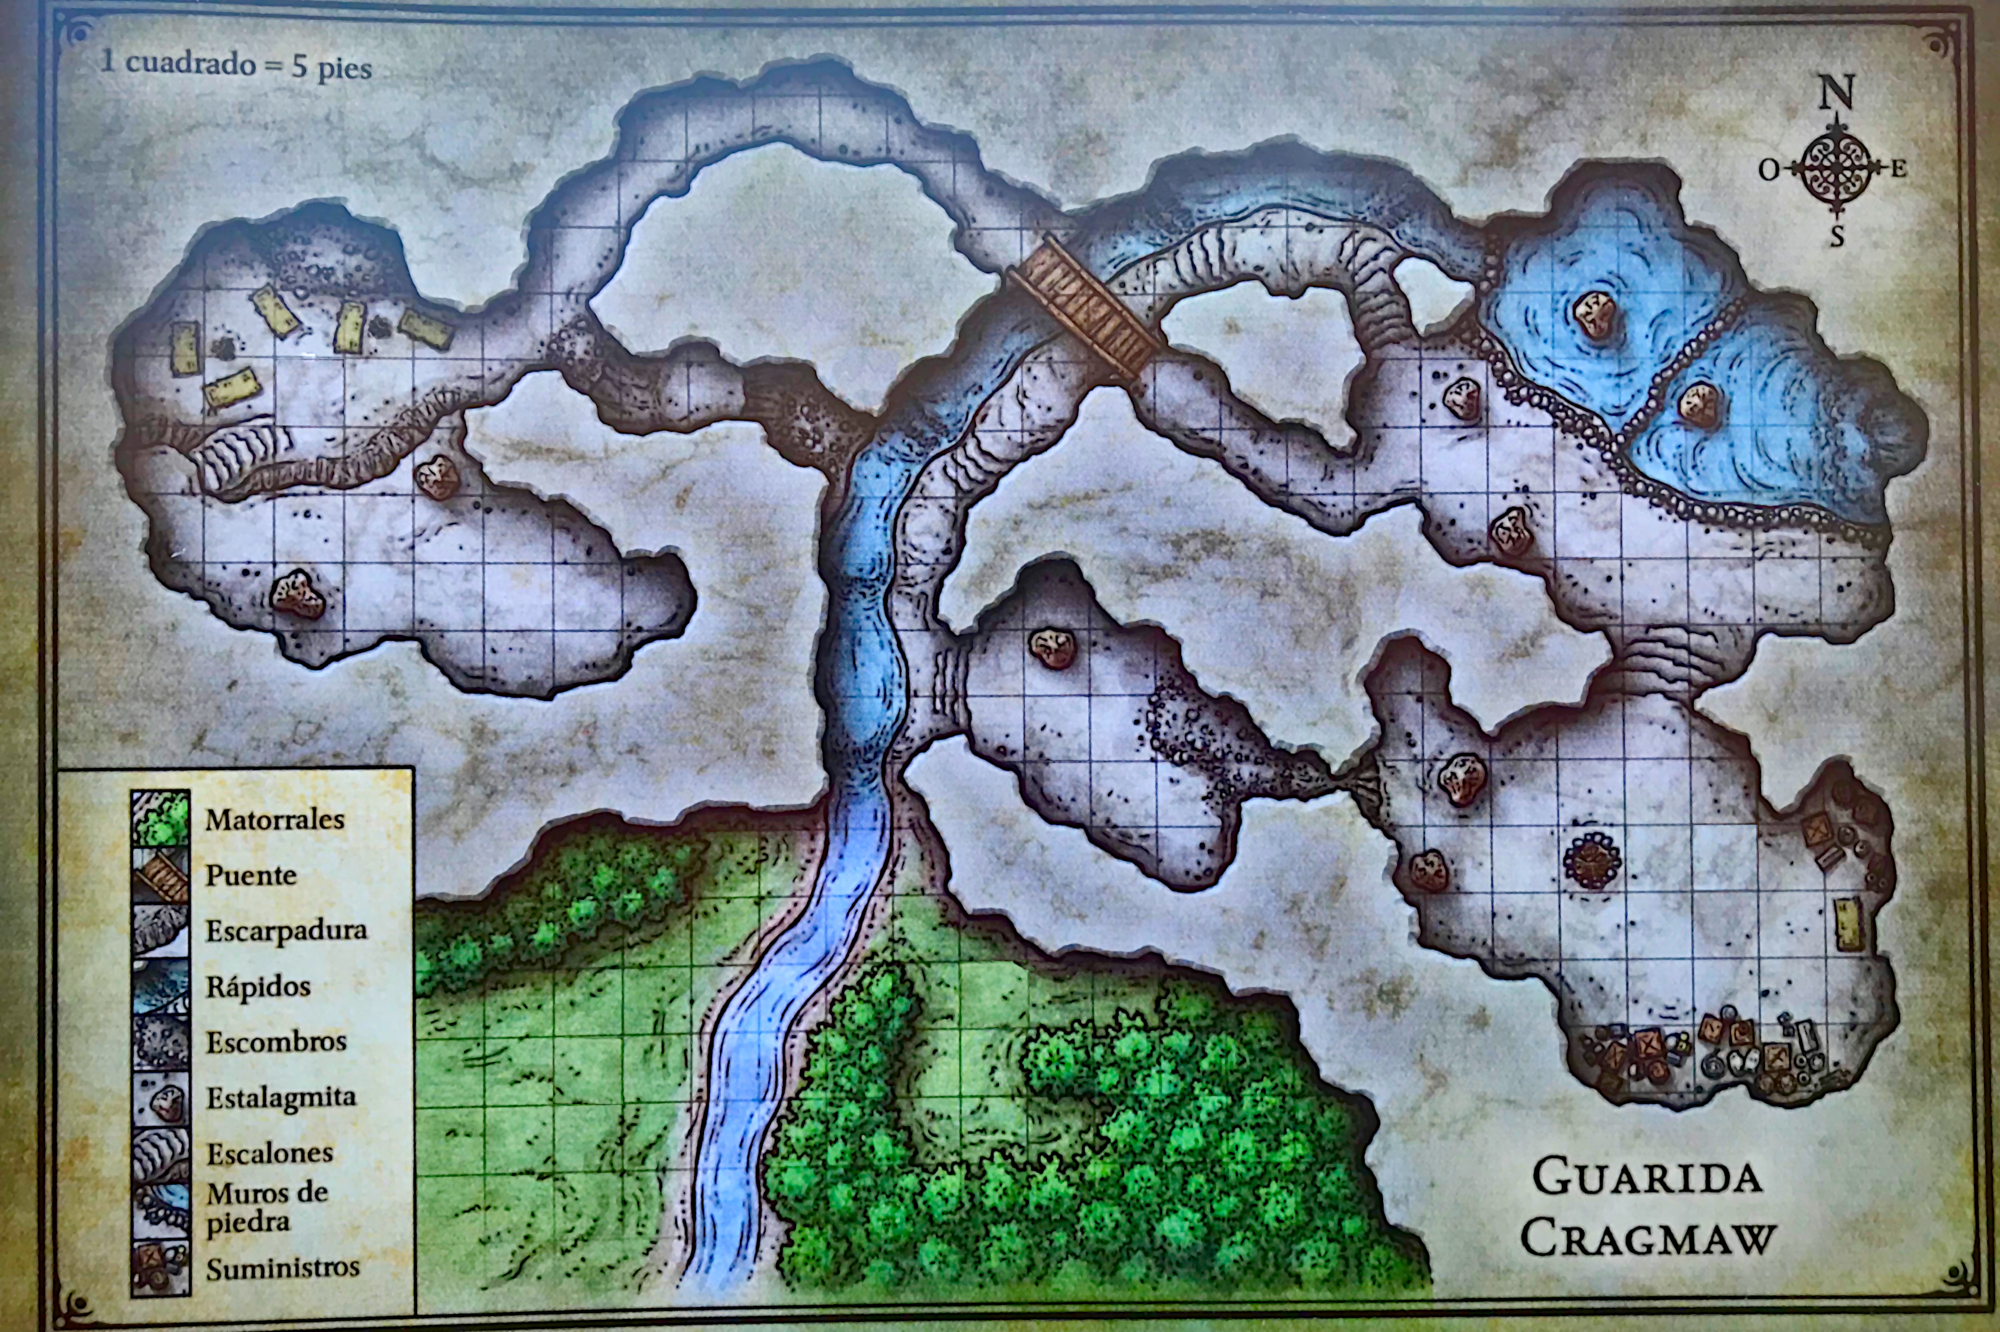 1 cuadrado = 5 pies
N
O
E
S
Matorrales
Puente
Escarpadura
Rápidos
Escombros
Estalagmita
Escalones
Muros de
piedra
Suministros
GUARIDA
CRAGMAW